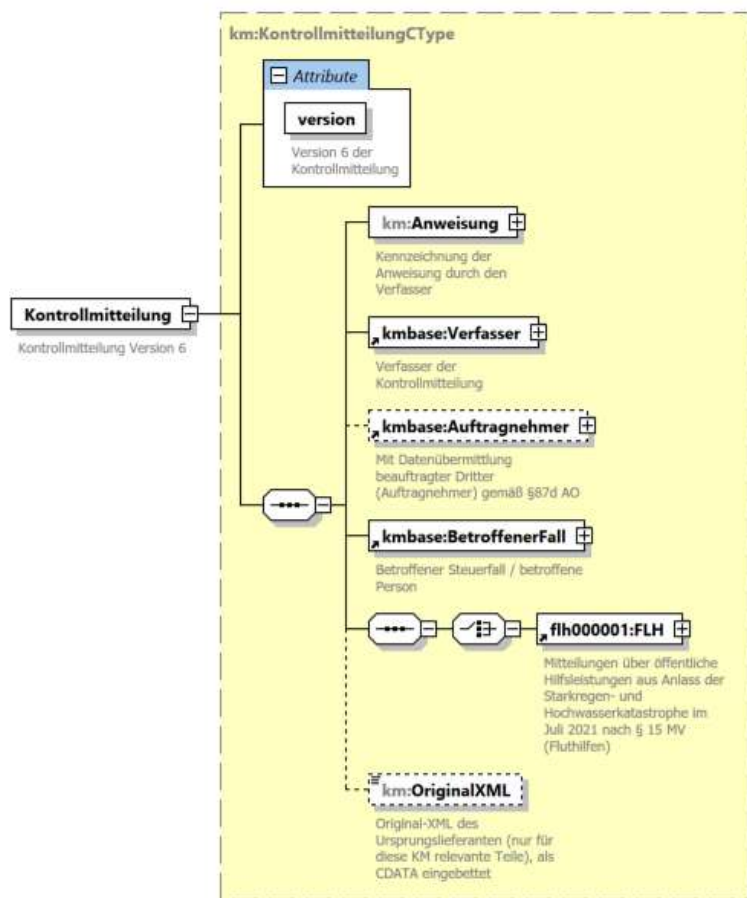 km:KontrollmitteilungCType
Attribute
version
Version 6 der
Kontrollmitteilung
km:Anweisung
Kennzeichnung der
Anweisung durch den
Verfasser
Kontrollmitteilung
Kontrollmitteilung Version 6
kmbase:Verfasser
Verfasser der
Kontrollmitteilung
kmbase:Auftragnehmer
Mit Datenübermittlung
beauftragter Dritter
(Auftragnehmer) gemäß §87d AO
kmbase:BetroffenerFall
Betroffener Steuerfall / betroffene
Person
flh000001:FLH
Mitteilungen über öffentliche
Hilfsleistungen aus Anlass der
Starkregen- und
Hochwasserkatastrophe im
Juli 2021 nach § 15 MV
(Fluthilfen)
km:OriginalXML
Original-XML des
Ursprungslieferanten (nur für
diese KM relevante Teile), als
CDATA eingebettet